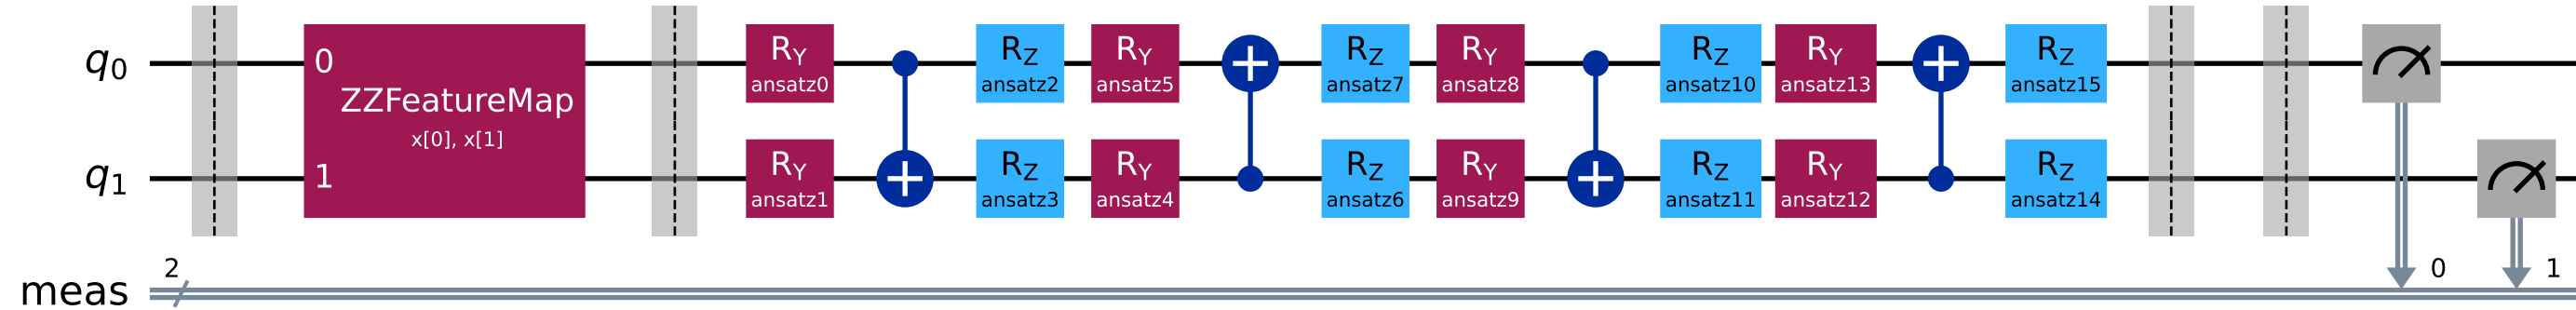 q0 0 ZZFeatureMap RY RZ RY RZ RY RZ RY RZ
x[0], x[1] ansatz0 ansatz2 ansatz5 ansatz7 ansatz8 ansatz10 ansatz13 ansatz15
q1 1 RY RZ RY RZ RY RZ RY RZ
ansatz1 ansatz3 ansatz4 ansatz6 ansatz9 ansatz11 ansatz12 ansatz14
2 0 1
meas